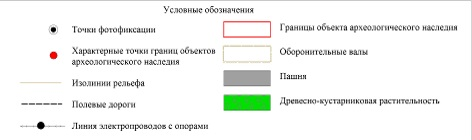 Условные обозначения
Точки фотофиксации
Характерные точки границ объектов
археологического наследия
Изолинии рельефа
Полевые дороги
Линия электропроводов с опорами
Границы объекта археологического наследия
Оборонительные валы
Пашня
Древесно-кустарниковая растительность